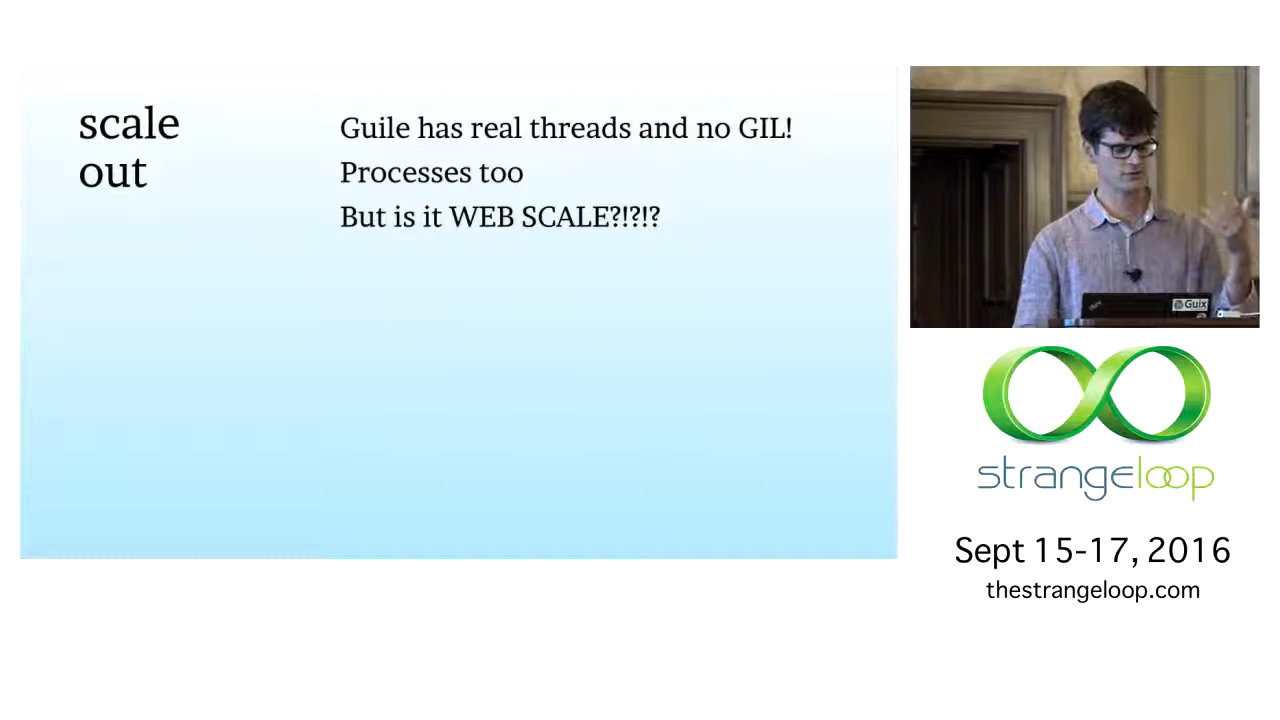 scale
out
Guile has real threads and no GIL!
Processes too
But is it WEB SCALE?!?!?
Guix
strangeloop
Sept 15-17, 2016
thestrangeloop.com